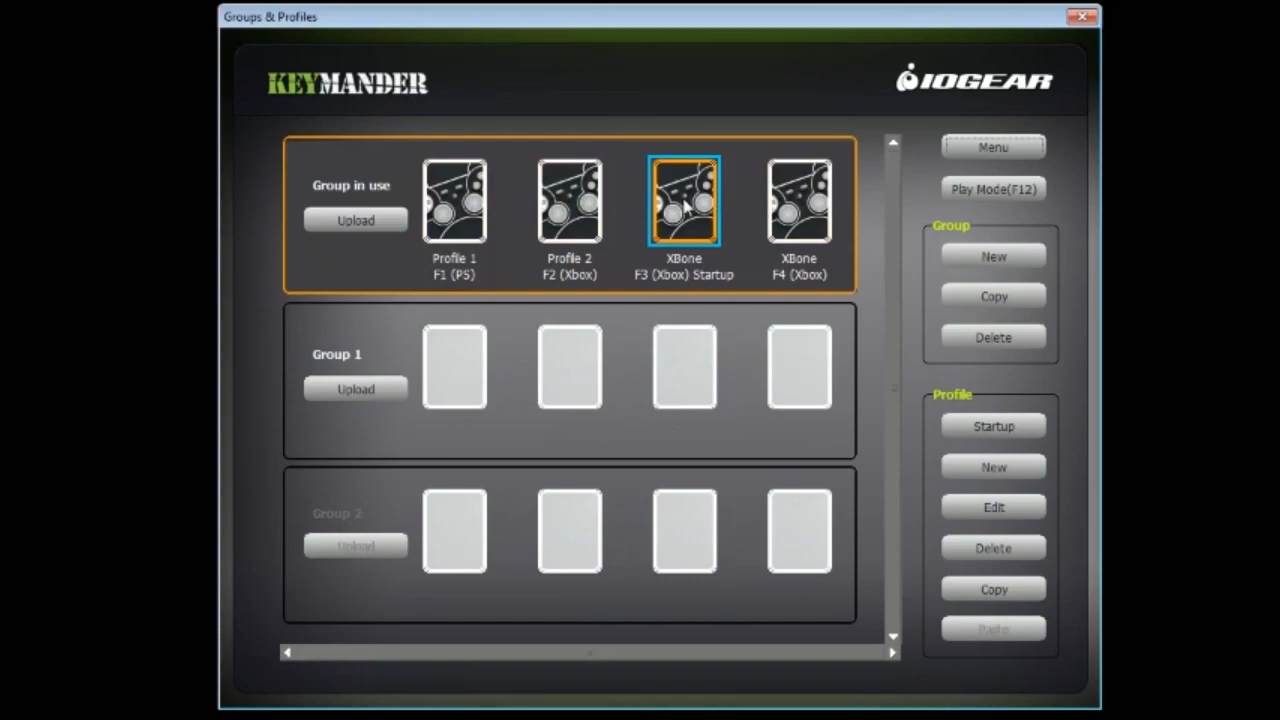 Groups & Profiles
KEYMANDER
IOGEAR
Group in use
Upload
Profile 1
F1 (PS)
Profile 2
F2 (Xbox)
XBone
F3 (Xbox) Startup
XBone
F4 (Xbox)
Group 1
Upload
Group 2
Upload
Menu
Play Mode(F12)
Group
New
Copy
Delete
Profile
Startup
New
Edit
Delete
Copy
Paste